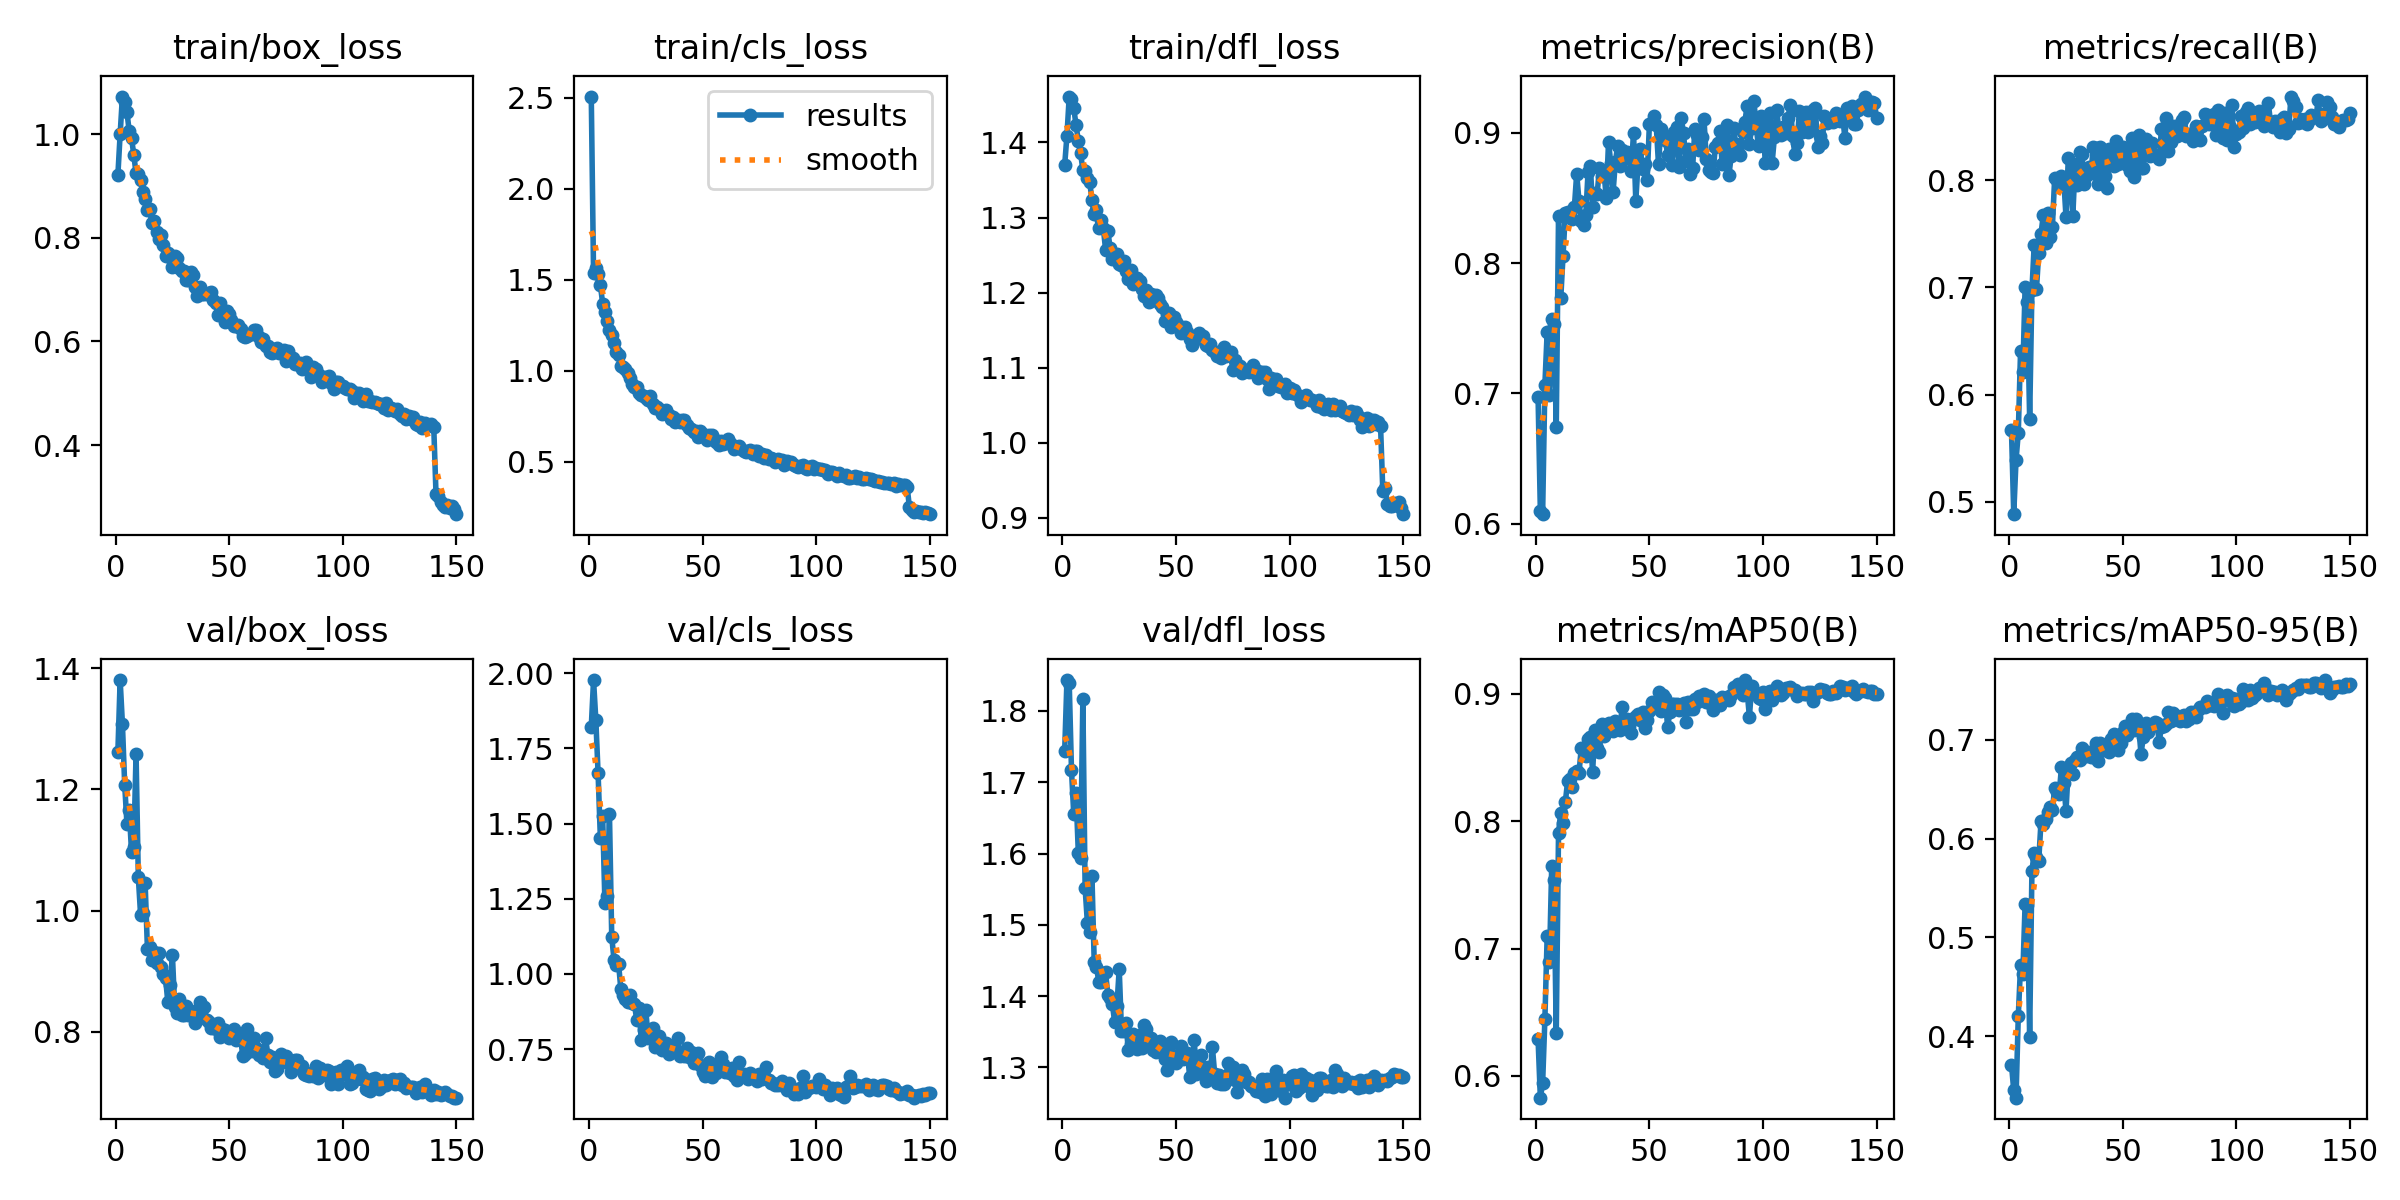 train/box_loss
1.0
0.8
0.6
0.4
0 50 100 150
train/cls_loss
results
smooth
2.5
2.0
1.5
1.0
0.5
0 50 100 150
train/dfl_loss
1.4
1.3
1.2
1.1
1.0
0.9
0 50 100 150
metrics/precision(B)
0.9
0.8
0.7
0.6
0 50 100 150
metrics/recall(B)
0.8
0.7
0.6
0.5
0 50 100 150
val/box_loss
1.4
1.2
1.0
0.8
0 50 100 150
val/cls_loss
2.00
1.75
1.50
1.25
1.00
0.75
0 50 100 150
val/dfl_loss
1.8
1.7
1.6
1.5
1.4
1.3
0 50 100 150
metrics/mAP50(B)
0.9
0.8
0.7
0.6
0 50 100 150
metrics/mAP50-95(B)
0.7
0.6
0.5
0.4
0 50 100 150